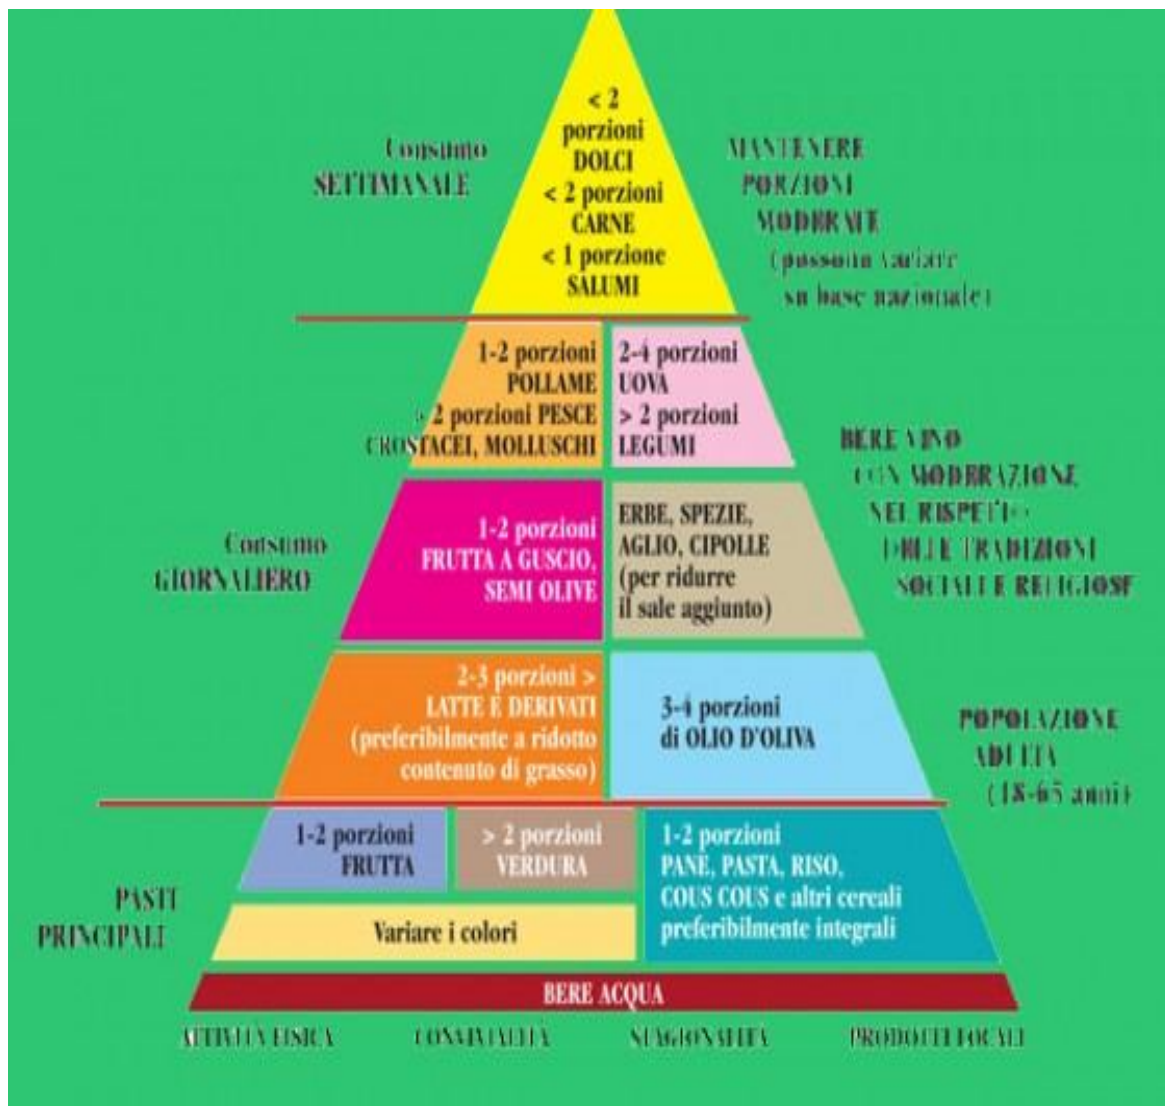 < 2
porzioni
DOLCI
< 2 porzioni
CARNE
< 1 porzione
SALUMI
Consumo
SETTIMANALE
MANTENERE
PORZIONI
MODERATE
(possono variare
su base nazionale)
1-2 porzioni
POLLAME
> 2 porzioni PESCE
CROSTACEI, MOLLUSCHI
2-4 porzioni
UOVA
> 2 porzioni
LEGUMI
BERE VINO
CON MODERAZIONE
NEL RISPETTO
DELLE TRADIZIONI
SOCIALI E RELIGIOSE
Consumo
GIORNALIERO
1-2 porzioni
FRUTTA A GUSCIO,
SEMI OLIVE
ERBE, SPEZIE,
AGLIO, CIPOLLE
(per ridurre
il sale aggiunto)
2-3 porzioni >
LATTE E DERIVATI
(preferibilmente a ridotto
contenuto di grasso)
3-4 porzioni
di OLIO D'OLIVA
POPOLAZIONE
ADULTA
(18-65 anni)
PASTI
PRINCIPALI
1-2 porzioni
FRUTTA
> 2 porzioni
VERDURA
1-2 porzioni
PANE, PASTA, RISO,
COUS COUS e altri cereali
preferibilmente integrali
Variare i colori
BERE ACQUA
ATTIVITÀ FISICA
CONVIVIALITÀ
STAGIONALITÀ
PRODOTTI LOCALI